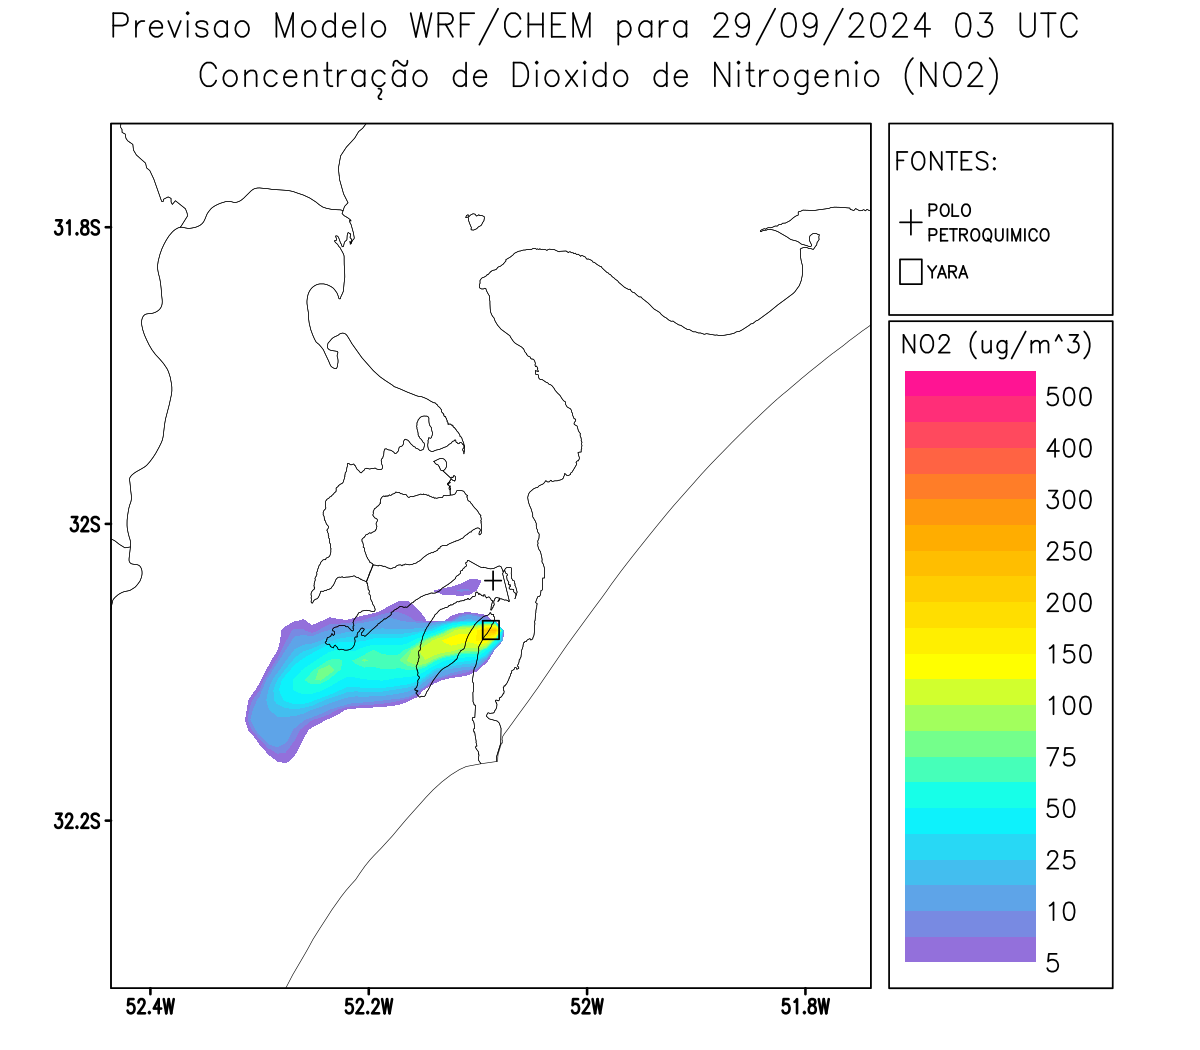 Previsao Modelo WRF/CHEM para 29/09/2024 03 UTC
Concentração de Dioxido de Nitrogenio (NO2)
FONTES:
POLO
PETROQUIMICO
YARA
31.8S
32S
32.2S
52.4W
52.2W
52W
51.8W
NO2 (ug/m^3)
500
400
300
250
200
150
100
75
50
25
10
5